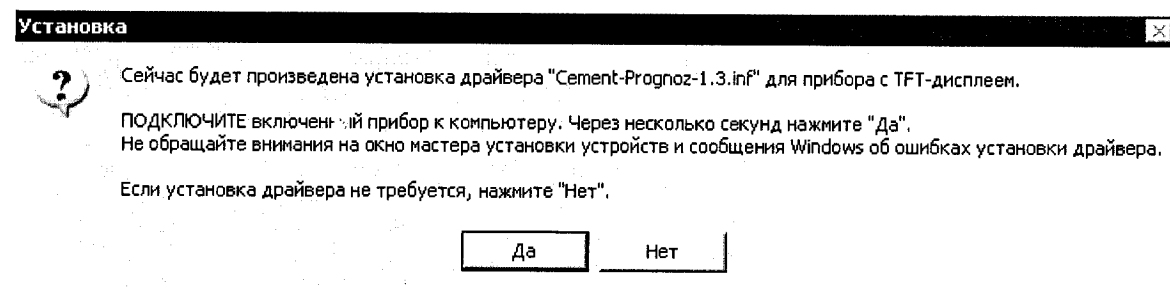 Установка
Сейчас будет произведена установка драйвера "Cement-Prognoz-1.3.inf" для прибора с TFT-дисплеем.
ПОДКЛЮЧИТЕ включенный прибор к компьютеру. Через несколько секунд нажмите "Да".
Не обращайте внимания на окно мастера установки устройств и сообщения Windows об ошибках установки драйвера.
Если установка драйвера не требуется, нажмите "Нет".
Да Нет